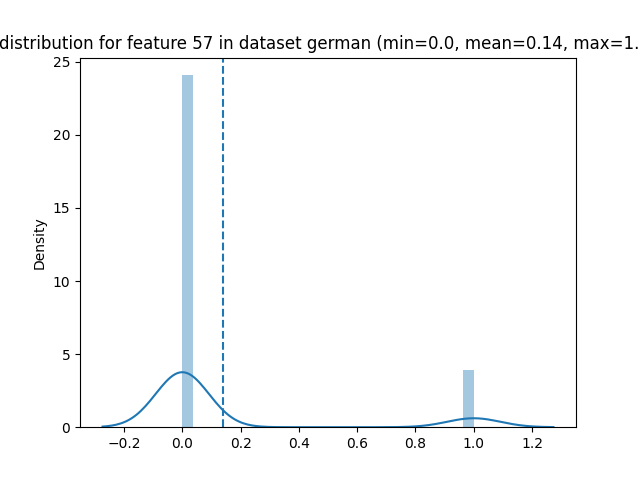 distribution for feature 57 in dataset german (min=0.0, mean=0.14, max=1.
25
20
15
10
5
0
Density
−0.2 0.0 0.2 0.4 0.6 0.8 1.0 1.2